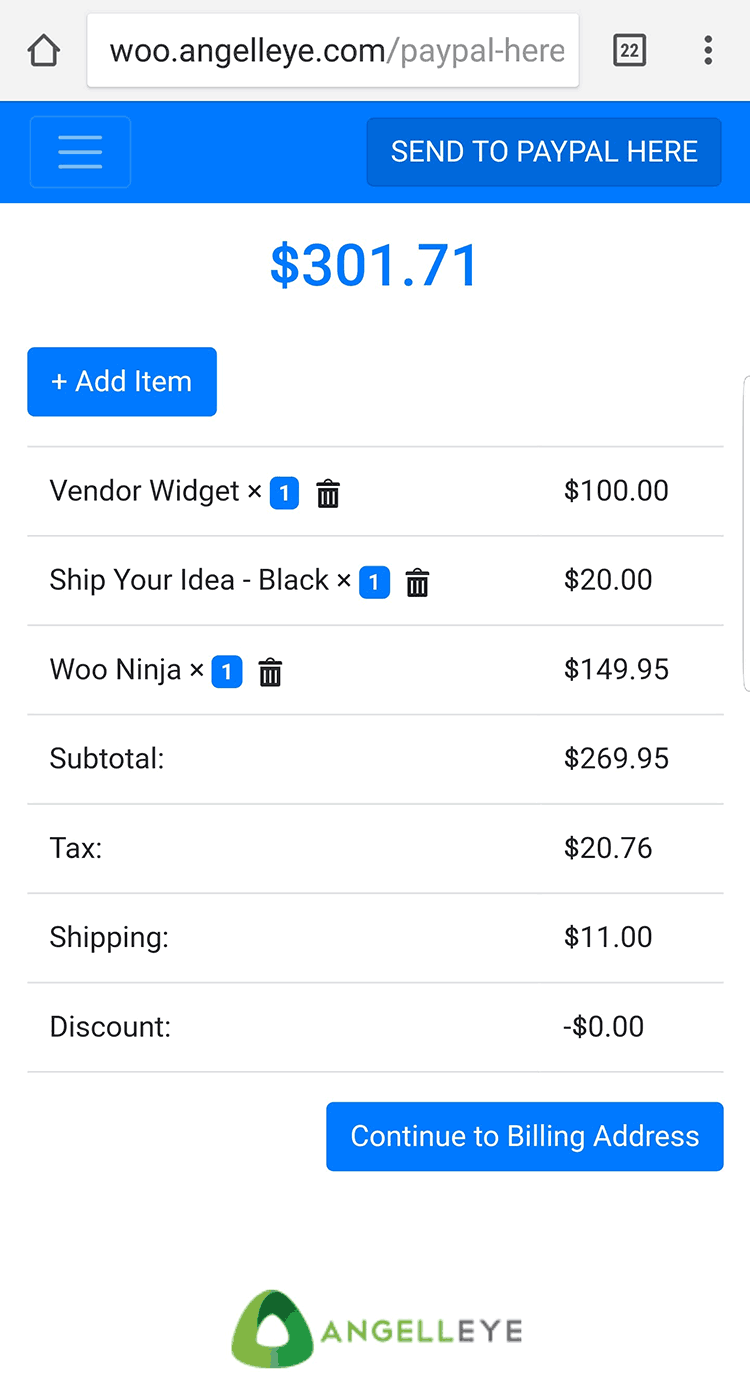 woo.angelleye.com/paypal-here
22
SEND TO PAYPAL HERE
$301.71
+ Add Item
Vendor Widget × 1 $100.00
Ship Your Idea - Black × 1 $20.00
Woo Ninja × 1 $149.95
Subtotal: $269.95
Tax: $20.76
Shipping: $11.00
Discount: -$0.00
Continue to Billing Address
ANGELLEYE